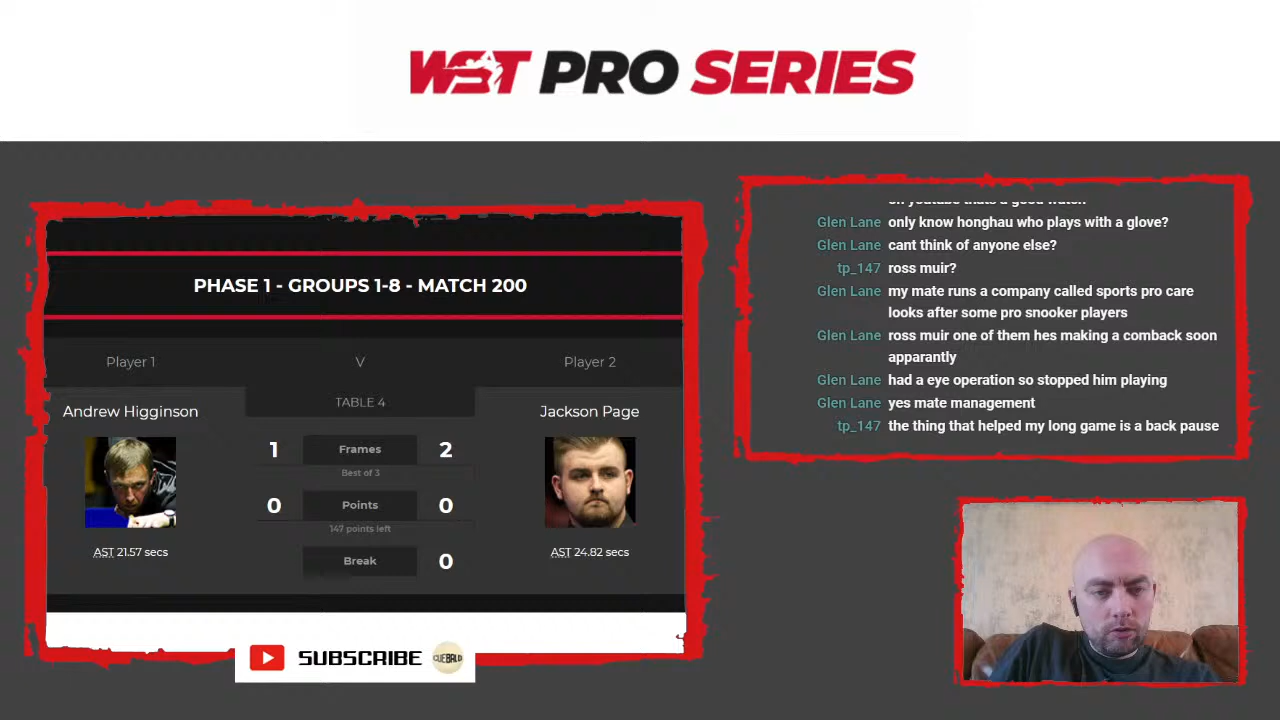 WST PRO SERIES
PHASE 1 - GROUPS 1-8 - MATCH 200
Player 1 V Player 2
TABLE 4
Andrew Higginson Jackson Page
1 Frames 2
Best of 3
0 Points 0
147 points left
Break 0
AST 21.57 secs AST 24.82 secs
SUBSCRIBE CUEBALD
on youtube thats a good watch
Glen Lane only know honghau who plays with a glove?
Glen Lane cant think of anyone else?
tp_147 ross muir?
Glen Lane my mate runs a company called sports pro care
looks after some pro snooker players
Glen Lane ross muir one of them hes making a comback soon
apparantly
Glen Lane had a eye operation so stopped him playing
Glen Lane yes mate management
tp_147 the thing that helped my long game is a back pause